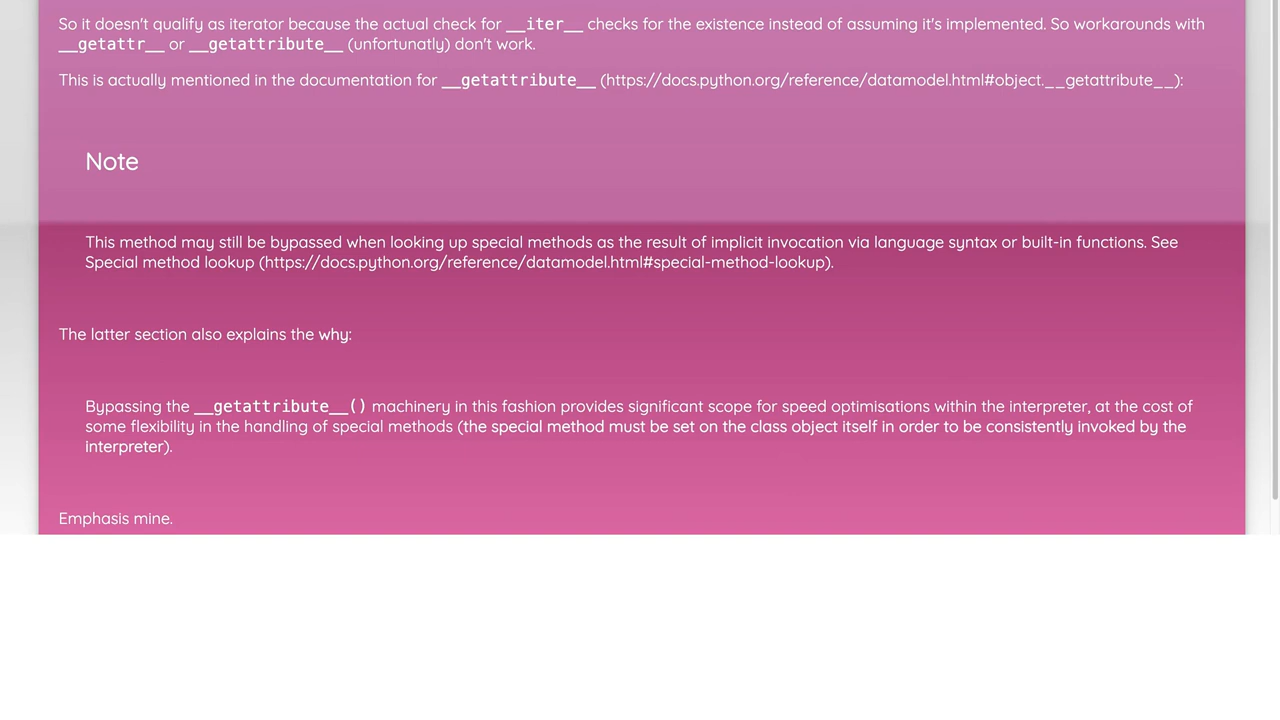 So it doesn't qualify as iterator because the actual check for __iter__ checks for the existence instead of assuming it's implemented. So workarounds with
__getattr__ or __getattribute__ (unfortunatly) don't work.
This is actually mentioned in the documentation for __getattribute__ (https://docs.python.org/reference/datamodel.html#object.__getattribute__):
Note
This method may still be bypassed when looking up special methods as the result of implicit invocation via language syntax or built-in functions. See
Special method lookup (https://docs.python.org/reference/datamodel.html#special-method-lookup).
The latter section also explains the why:
Bypassing the __getattribute__() machinery in this fashion provides significant scope for speed optimisations within the interpreter, at the cost of
some flexibility in the handling of special methods (the special method must be set on the class object itself in order to be consistently invoked by the
interpreter).
Emphasis mine.